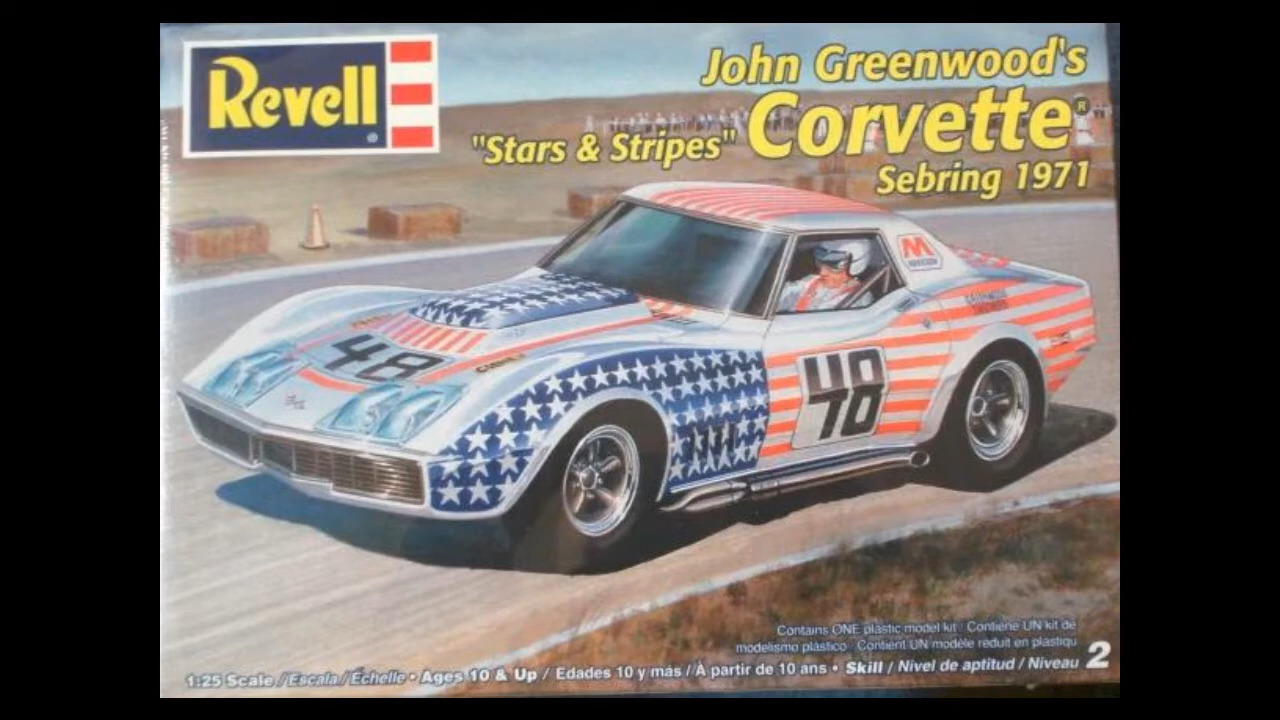 Revell®
John Greenwood's
"Stars & Stripes" Corvette®
Sebring 1971
M
48
48
Contains ONE plastic model kit / Contiene UN kit de
modelismo plástico / Contient UN modèle réduit en plastiqu
1:25 Scale / Escala / Échelle • Ages 10 & Up / Edades 10 y más / À partir de 10 ans • Skill / Nivel de aptitud / Niveau 2